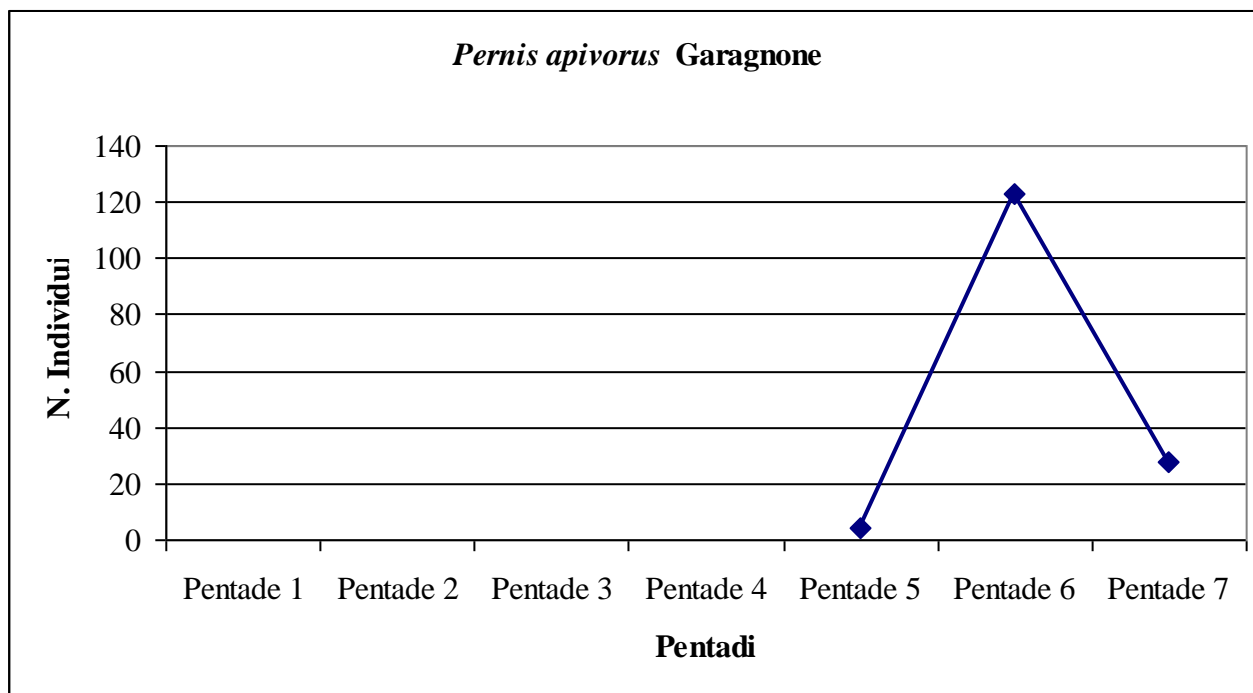 Pernis apivorus Garagnone
140
120
100
80
60
40
20
0
N. Individui
Pentade 1 Pentade 2 Pentade 3 Pentade 4 Pentade 5 Pentade 6 Pentade 7
Pentadi